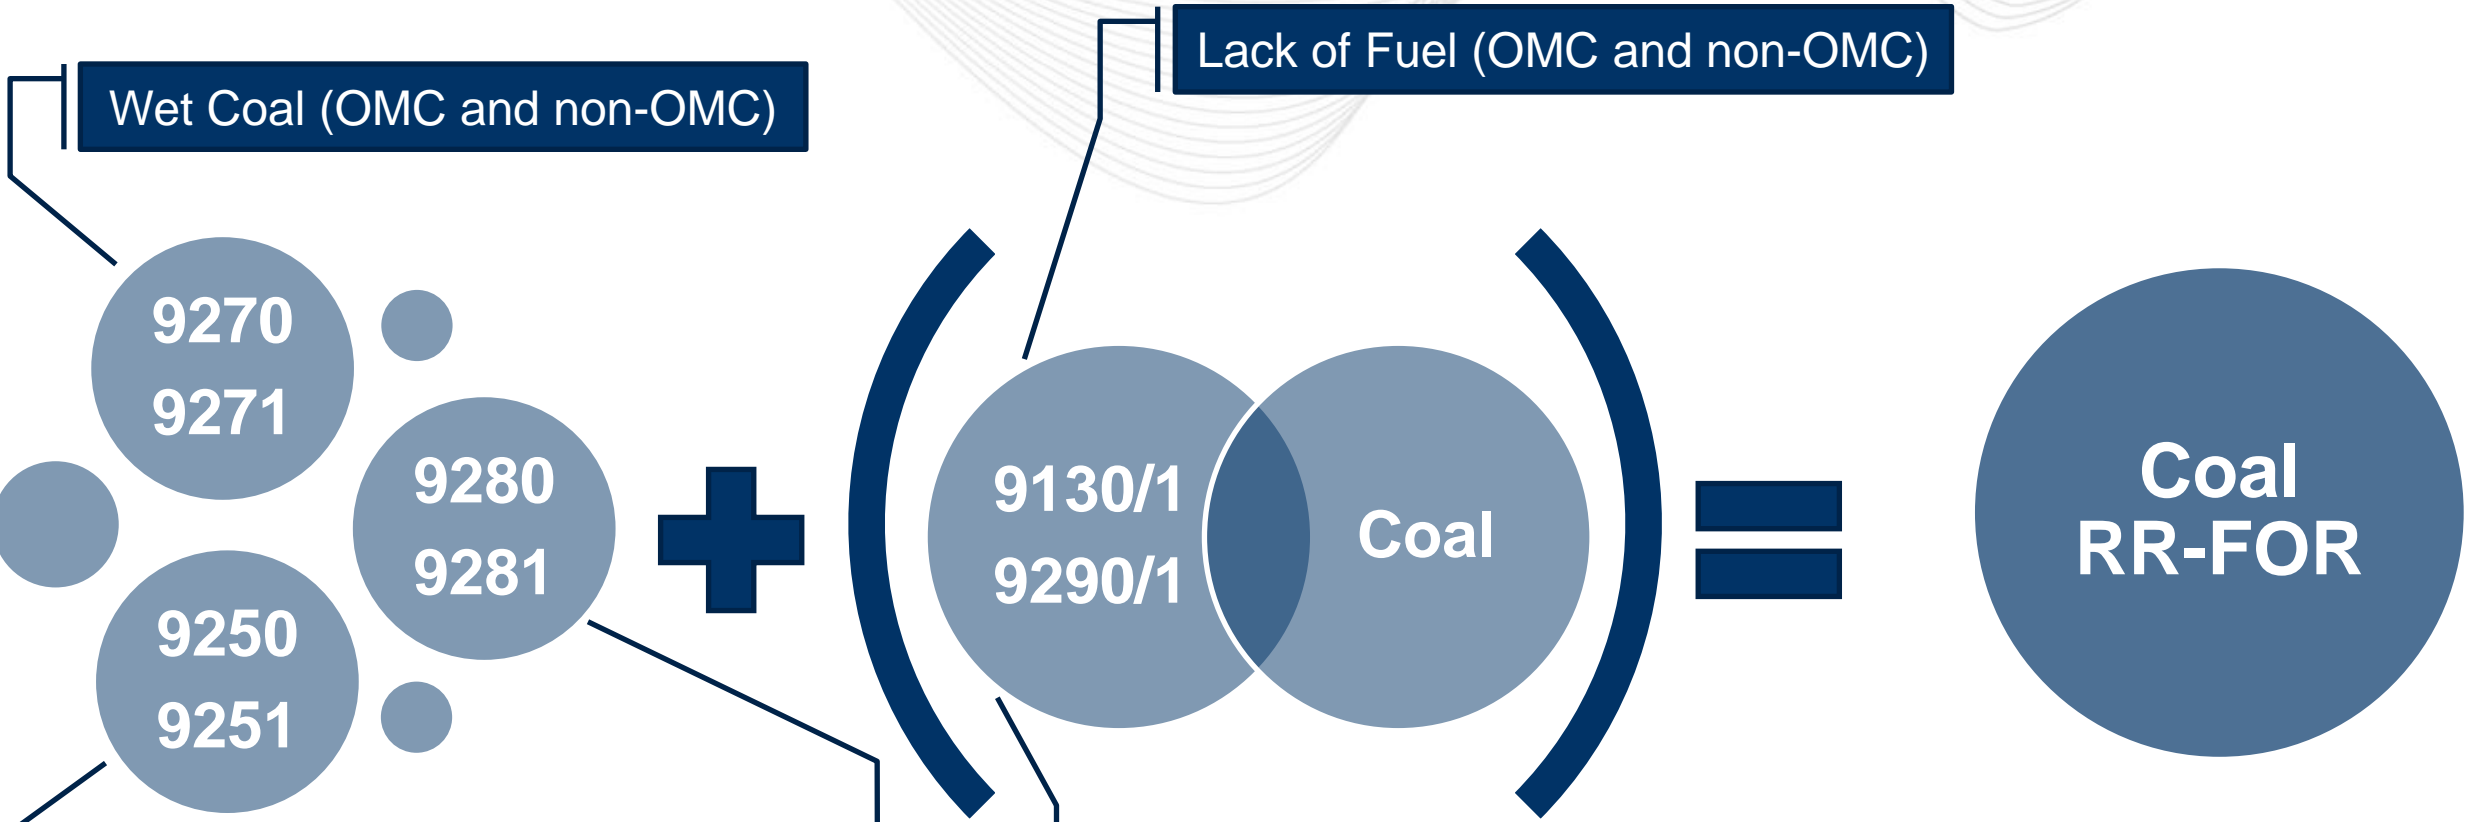 Wet Coal (OMC and non-OMC)
Lack of Fuel (OMC and non-OMC)
9270
9271
9280
9281
9250
9251
9130/1
9290/1
Coal
Coal
RR-FOR